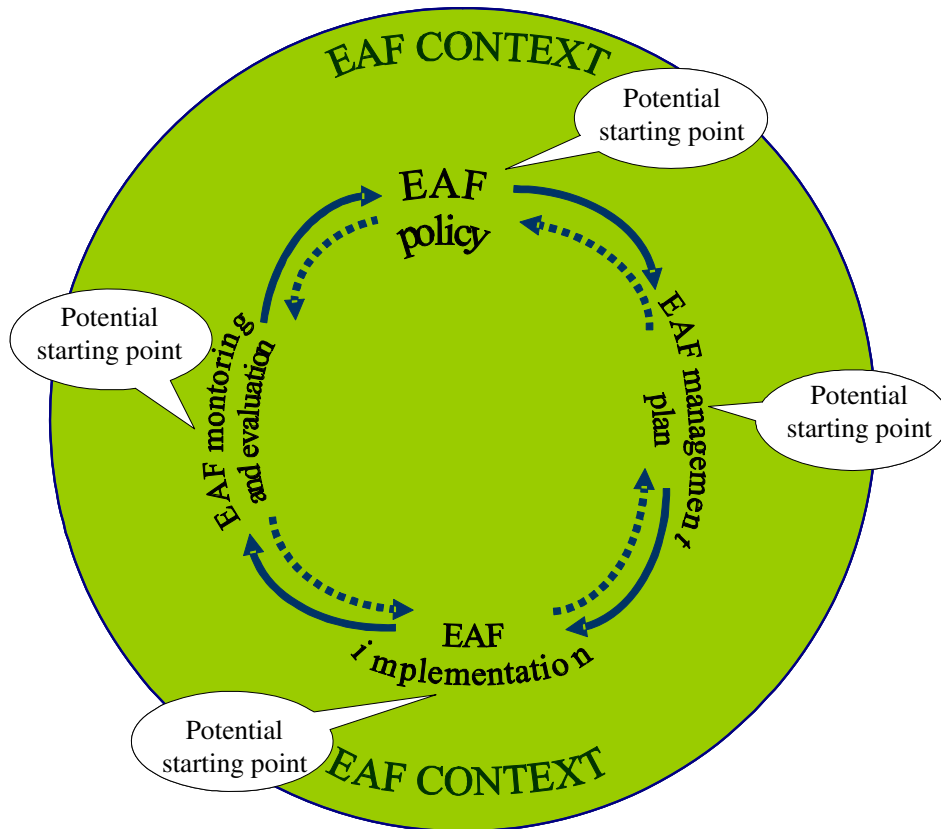 EAF CONTEXT
Potential
starting point
EAF
policy
Potential
starting point
EAF montoring
and evaluation
EAF management
plan
Potential
starting point
EAF
implementation
Potential
starting point
EAF CONTEXT